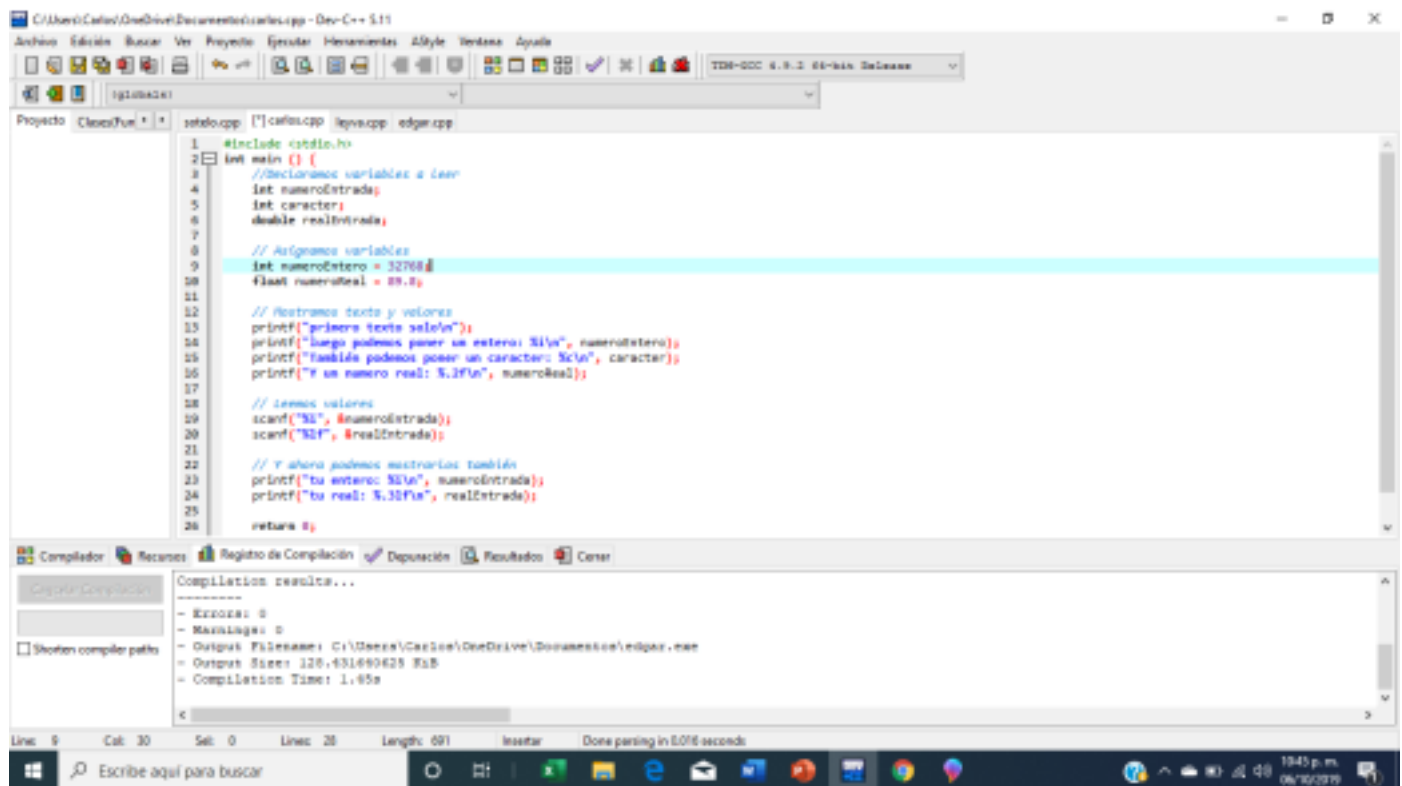 C:\Users\Carlos\OneDrive\Documentos\carlos.cpp - Dev-C++ 5.11
Archivo Edición Buscar Ver Proyecto Ejecutar Herramientas AStyle Ventana Ayuda
TDM-GCC 4.9.2 64-bit Release
(globals)
Proyecto Clases/Fun sotelo.cpp [*] carlos.cpp leyva.cpp edgar.cpp
1 #include <stdio.h>
2 int main () {
3 //Declaramos variables a leer
4 int numeroEntrada;
5 int caracter;
6 double realEntrada;
7
8 // Asignamos variables
9 int numeroEntero = 32768;
10 float numeroReal = 89.8;
11
12 // Mostramos texto y valores
13 printf("primero texto solo\n");
14 printf("luego podemos poner un entero: %i\n", numeroEntero);
15 printf("También podemos poner un caracter: %c\n", caracter);
16 printf("Y un numero real: %.2f\n", numeroReal);
17
18 // Leemos valores
19 scanf("%i", &numeroEntrada);
20 scanf("%lf", &realEntrada);
21
22 // Y ahora podemos mostrarlos también
23 printf("tu entero: %i\n", numeroEntrada);
24 printf("tu real: %.3lf\n", realEntrada);
25
26 return 0;
Compilador Recursos Registro de Compilación Depuración Resultados Cerrar
Cancelar Compilacion
Shorten compiler paths
Compilation results...
--------
- Errors: 0
- Warnings: 0
- Output Filename: C:\Users\Carlos\OneDrive\Documentos\edgar.exe
- Output Size: 128.631690625 KiB
- Compilation Time: 1.65s
Line: 9 Col: 30 Sel: 0 Lines: 28 Length: 691 Insertar Done parsing in 0.016 seconds
Escribe aquí para buscar
10:43 p. m.
06/10/2019